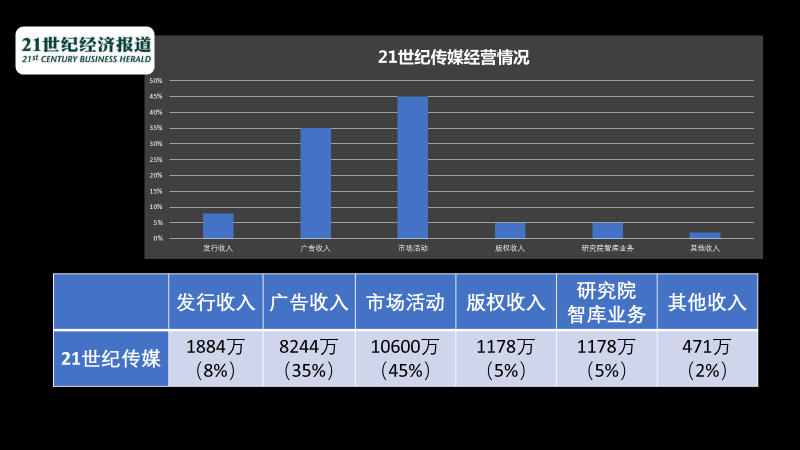 21世纪经济报道
21st CENTURY BUSINESS HERALD
21世纪传媒经营情况
50%
45%
40%
35%
30%
25%
20%
15%
10%
5%
0%
发行收入 广告收入 市场活动 版权收入 研究院智库业务 其他收入
发行收入 广告收入 市场活动 版权收入 研究院 其他收入
智库业务
21世纪传媒 1884万 8244万 10600万 1178万 1178万 471万
（8%） （35%） （45%） （5%） （5%） （2%）